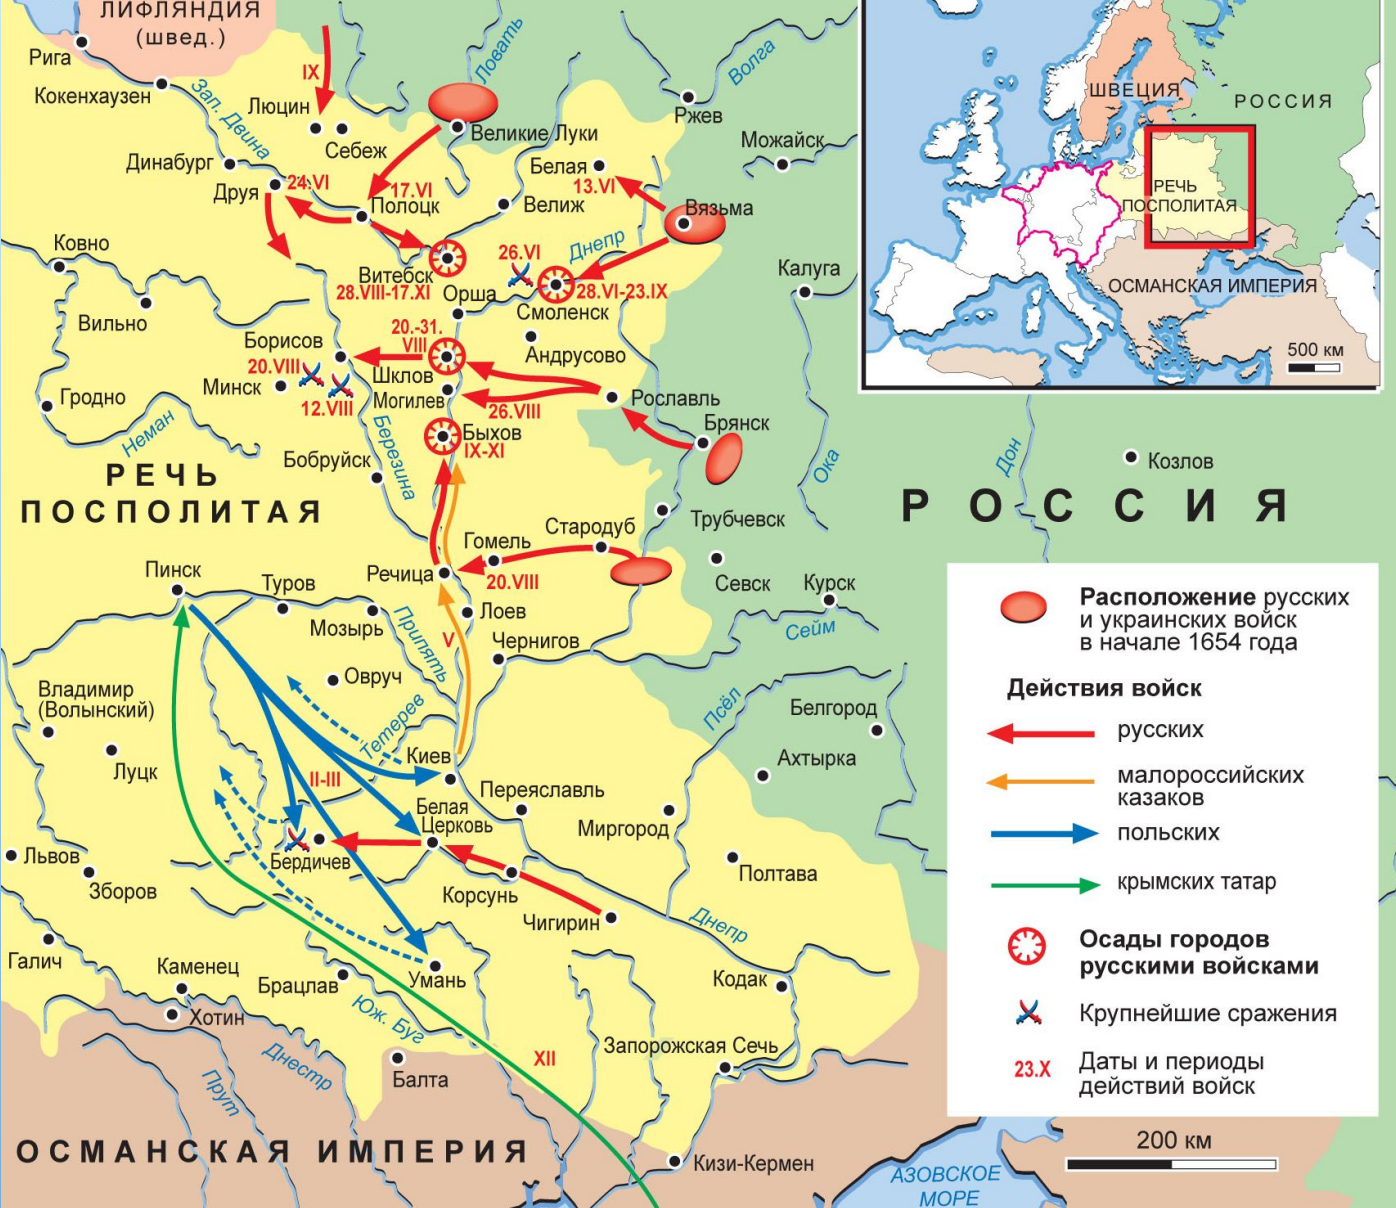 ЛИФЛЯНДИЯ
(швед.)
Рига
Кокенхаузен
IX
Люцин
Себеж
Зап. Двина
Ловать
Волга
Великие Луки
Ржев
Можайск
Динабург
Друя
24.VI
17.VI
Полоцк
Белая
13.VI
Велиж
Вязьма
Ковно
Витебск
28.VIII-17.XI
26.VI
Днепр
28.VI-23.IX
Смоленск
Калуга
Орша
Вильно
Борисов
20.VIII
20.-31.
VIII
Андрусово
Минск
12.VIII
Шклов
Могилев
26.VIII
Рославль
Гродно
Неман
Березина
Быхов
IX-XI
Брянск
Ока
Дон
Козлов
Бобруйск
РЕЧЬ
ПОСПОЛИТАЯ
РОССИЯ
Трубчевск
Стародуб
Гомель
20.VIII
Речица
Севск
Курск
Сейм
Пинск
Туров
Мозырь
Припять
Лоев
V
Чернигов
Овруч
Владимир
(Волынский)
Луцк
Тетерев
Киев
Псёл
Белгород
Ахтырка
II-III
Переяславль
Белая
Церковь
Миргород
Бердичев
Львов
Зборов
Корсунь
Полтава
Чигирин
Днепр
Галич
Каменец
Хотин
Брацлав
Умань
Юж. Буг
Кодак
Днестр
Прут
Балта
XII
Запорожская Сечь
ОСМАНСКАЯ ИМПЕРИЯ
Кизи-Кермен
АЗОВСКОЕ
МОРЕ
ШВЕЦИЯ
РОССИЯ
РЕЧЬ
ПОСПОЛИТАЯ
ОСМАНСКАЯ ИМПЕРИЯ
500 км
Расположение русских
и украинских войск
в начале 1654 года
Действия войск
русских
малороссийских
казаков
польских
крымских татар
Осады городов
русскими войсками
Крупнейшие сражения
23.X
Даты и периоды
действий войск
200 км